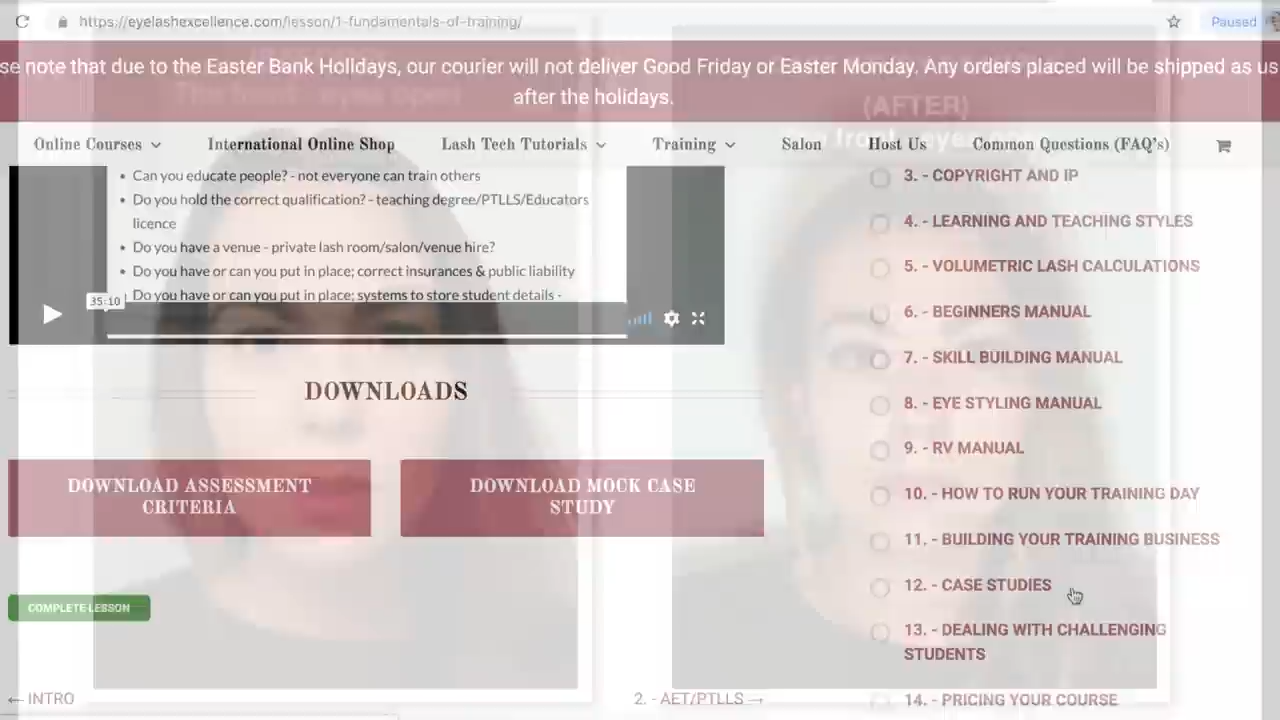 https://eyelashexcellence.com/lesson/1-fundamentals-of-training/
Paused
se note that due to the Easter Bank Holidays, our courier will not deliver Good Friday or Easter Monday. Any orders placed will be shipped as us
after the holidays.
(AFTER)
Online Courses
International Online Shop
Lash Tech Tutorials
Training
Salon
Host Us
Common Questions (FAQ's)
• Can you educate people? - not everyone can train others
• Do you hold the correct qualification? - teaching degree/PTLLS/Educators
licence
• Do you have a venue - private lash room/salon/venue hire?
• Do you have or can you put in place; correct insurances & public liability
• Do you have or can you put in place; systems to store student details -
35:10
DOWNLOADS
DOWNLOAD ASSESSMENT
CRITERIA
DOWNLOAD MOCK CASE
STUDY
COMPLETE LESSON
← INTRO
2. - AET/PTLLS →
3. - COPYRIGHT AND IP
4. - LEARNING AND TEACHING STYLES
5. - VOLUMETRIC LASH CALCULATIONS
6. - BEGINNERS MANUAL
7. - SKILL BUILDING MANUAL
8. - EYE STYLING MANUAL
9. - RV MANUAL
10. - HOW TO RUN YOUR TRAINING DAY
11. - BUILDING YOUR TRAINING BUSINESS
12. - CASE STUDIES
13. - DEALING WITH CHALLENGING
STUDENTS
14. - PRICING YOUR COURSE